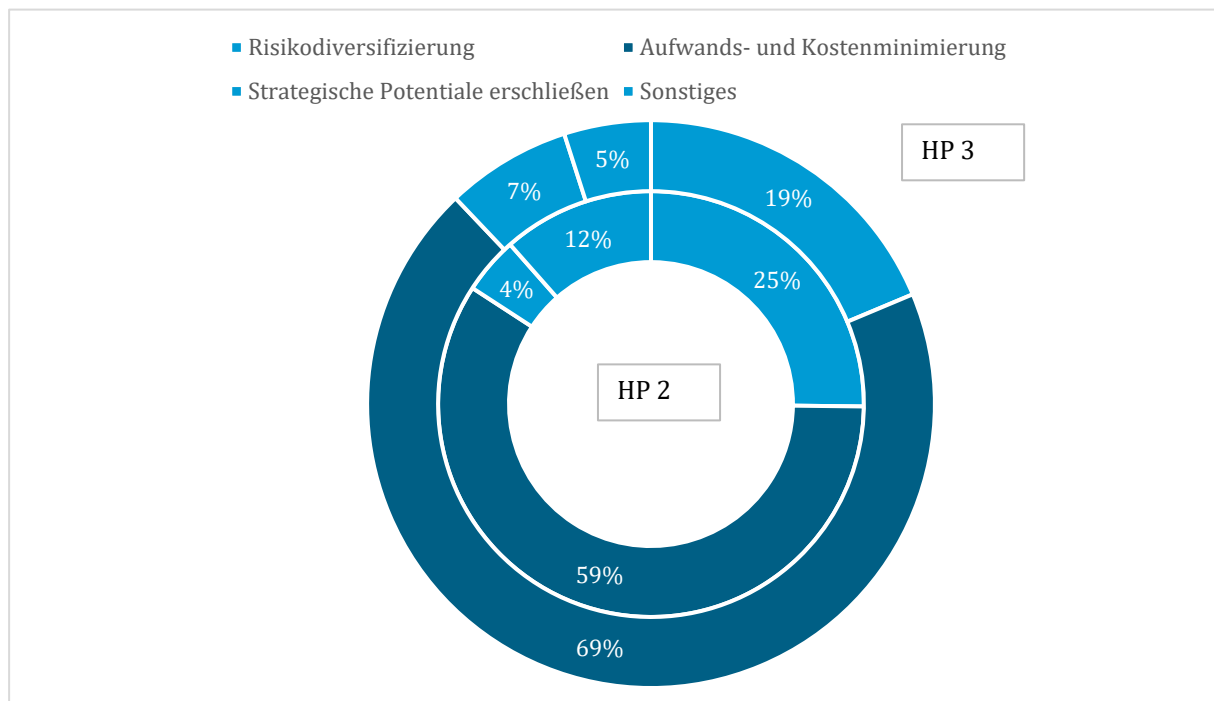 Risikodiversifizierung
Aufwands- und Kostenminimierung
Strategische Potentiale erschließen
Sonstiges
HP 3
5%
7%
19%
12%
25%
4%
HP 2
59%
69%